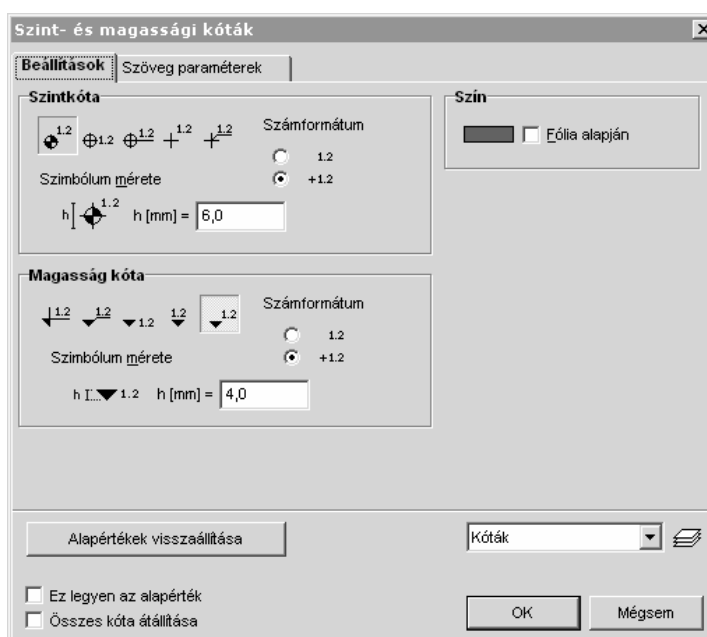 Szint- és magassági kóták
Beállítások Szöveg paraméterek
Szintkóta
1.2 1.2 1.2 1.2 1.2
Számformátum
1.2
+1.2
Szimbólum mérete
h 1.2 h [mm] = 6,0
Szín
Fólia alapján
Magasság kóta
1.2 1.2 1.2 1.2 1.2
Számformátum
1.2
+1.2
Szimbólum mérete
h 1.2 h [mm] = 4,0
Alapértékek visszaállítása
Kóták
Ez legyen az alapérték
Összes kóta átállítása
OK Mégsem